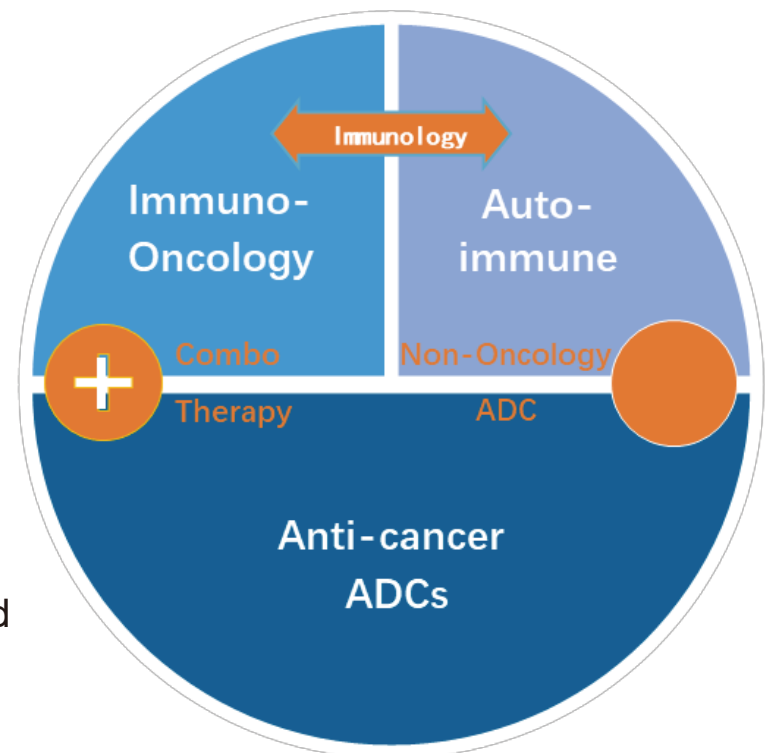 Immunology
Immuno-
Oncology
Auto-
immune
Combo
Therapy
Non-Oncology
ADC
Anti-cancer
ADCs
d